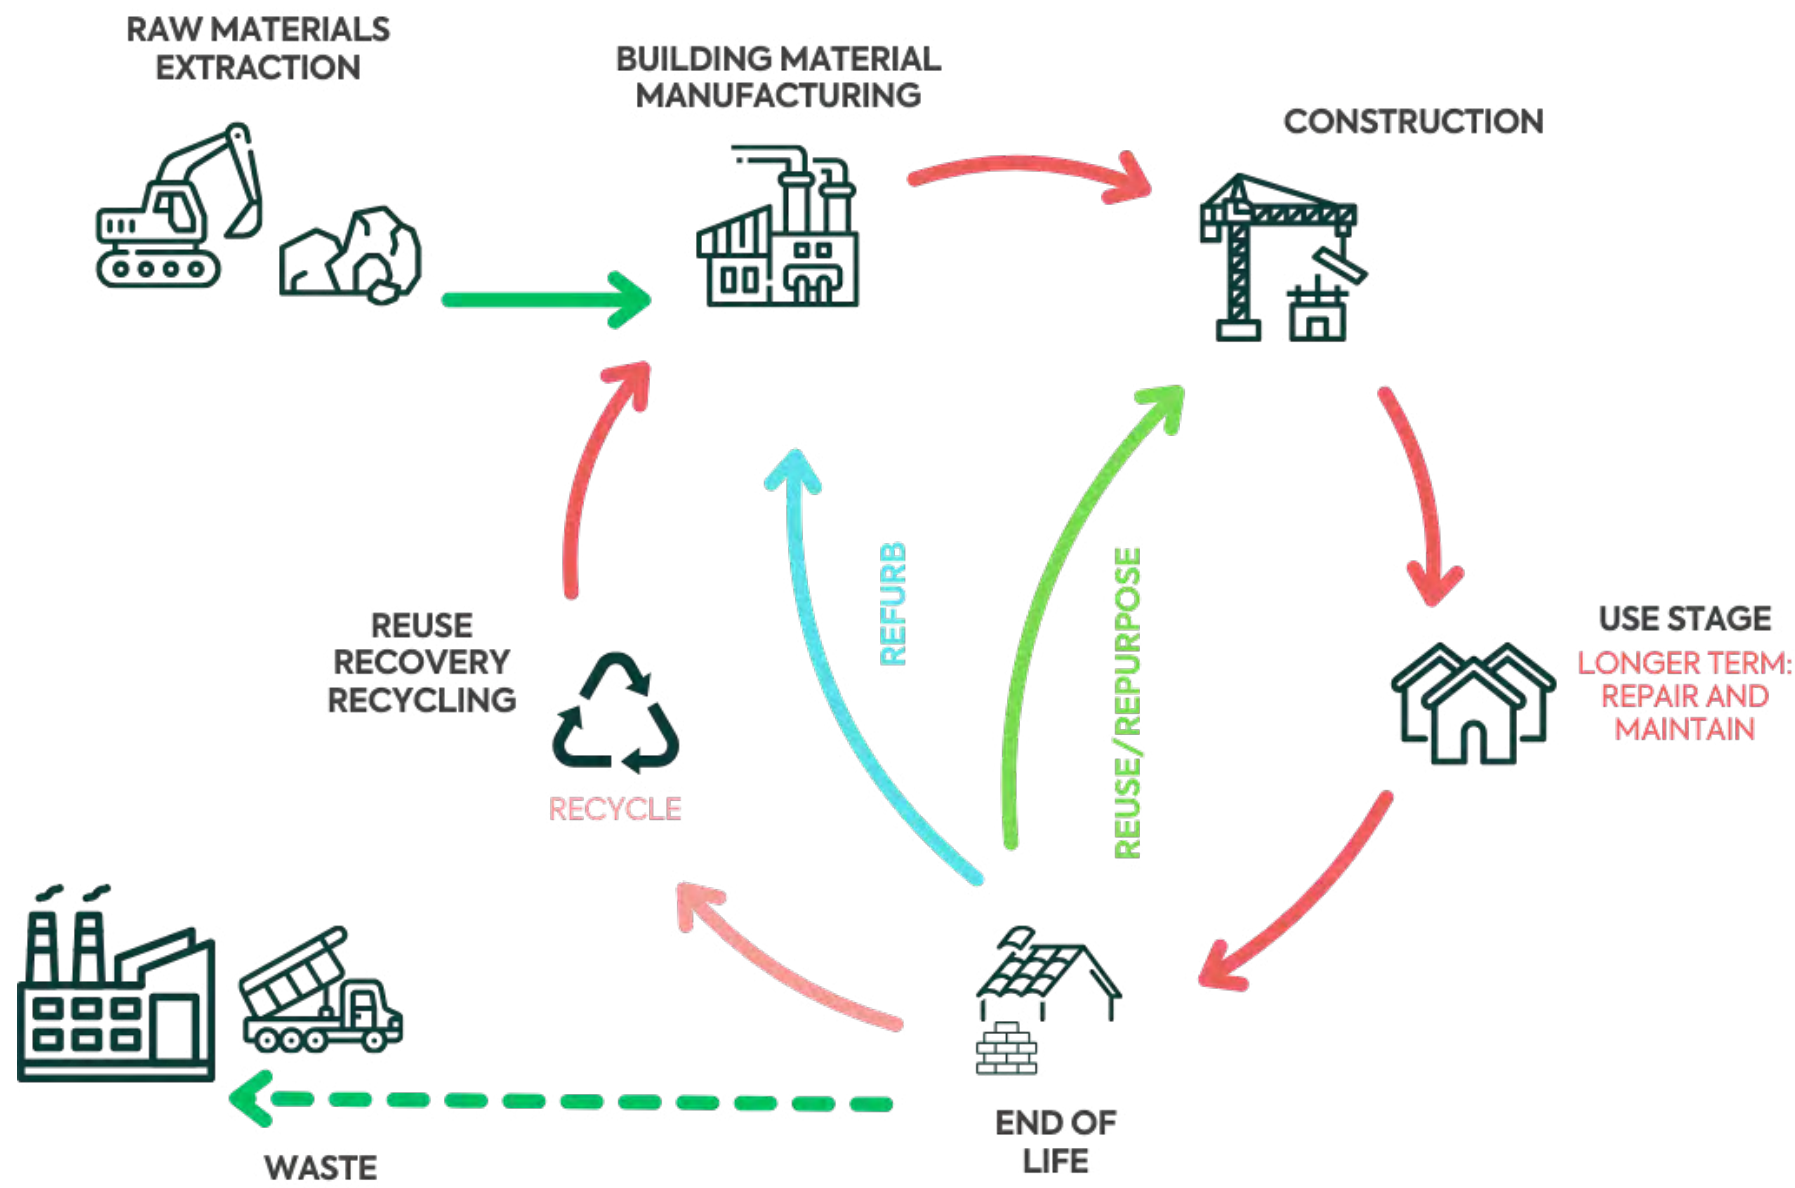 RAW MATERIALS
EXTRACTION
BUILDING MATERIAL
MANUFACTURING
CONSTRUCTION
REFURB
REUSE/REPURPOSE
USE STAGE
LONGER TERM:
REPAIR AND
MAINTAIN
REUSE
RECOVERY
RECYCLING
RECYCLE
END OF
LIFE
WASTE